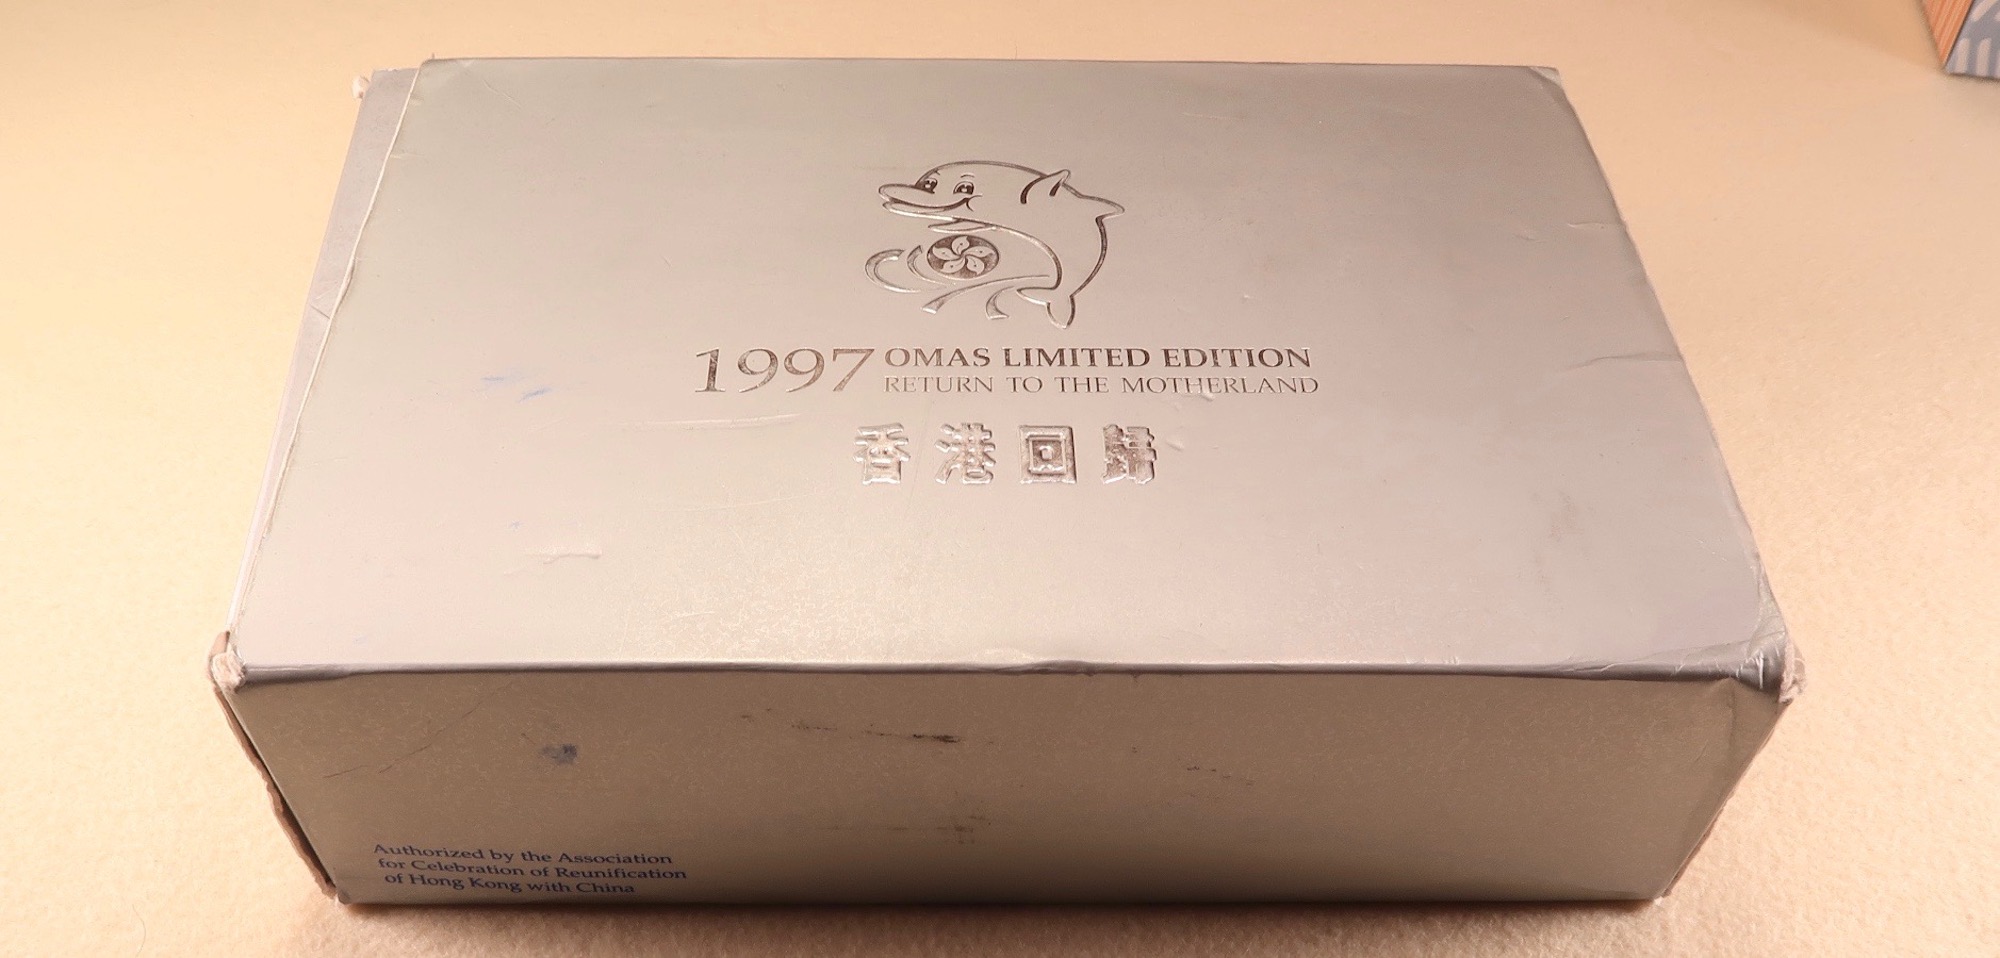 1997 OMAS LIMITED EDITION
RETURN TO THE MOTHERLAND
香港回歸
Authorized by the Association
for Celebration of Reunification
of Hong Kong with China